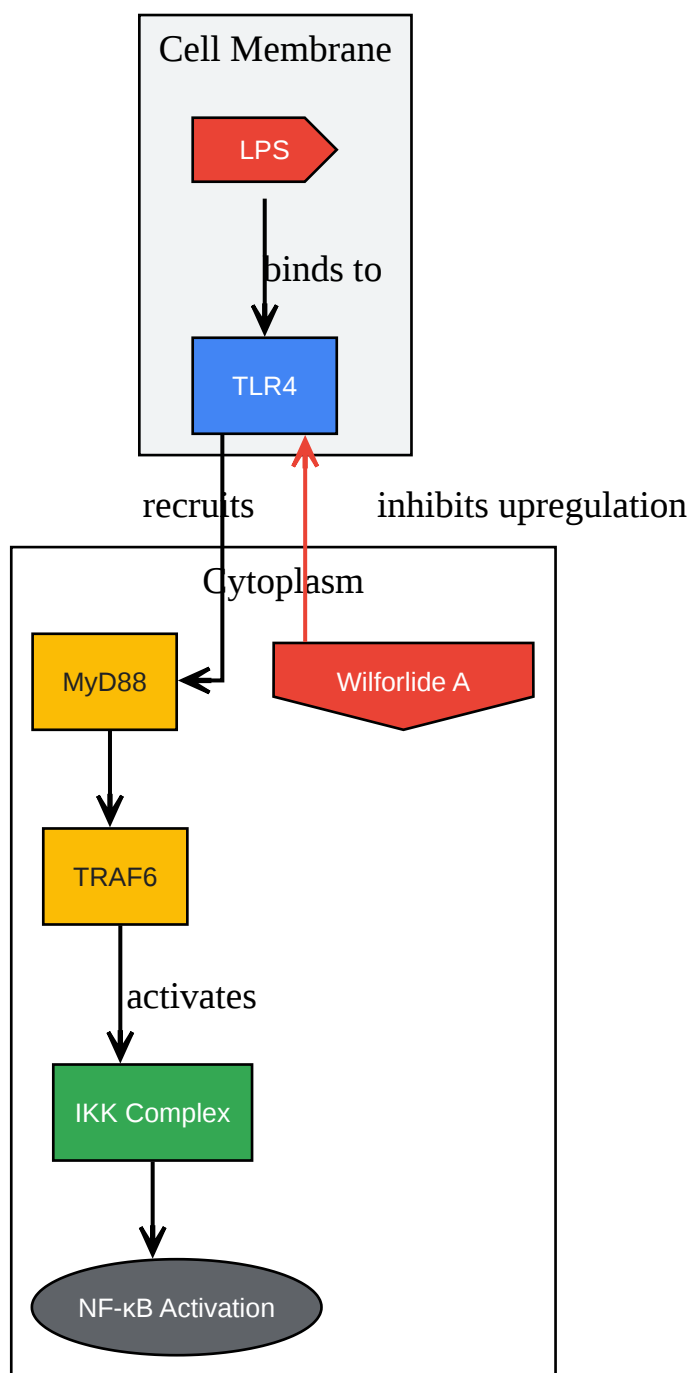 Cell Membrane
LPS
binds to
TLR4
recruits
inhibits upregulation
Cytoplasm
MyD88
Wilforlide A
TRAF6
activates
IKK Complex
NF-κB Activation